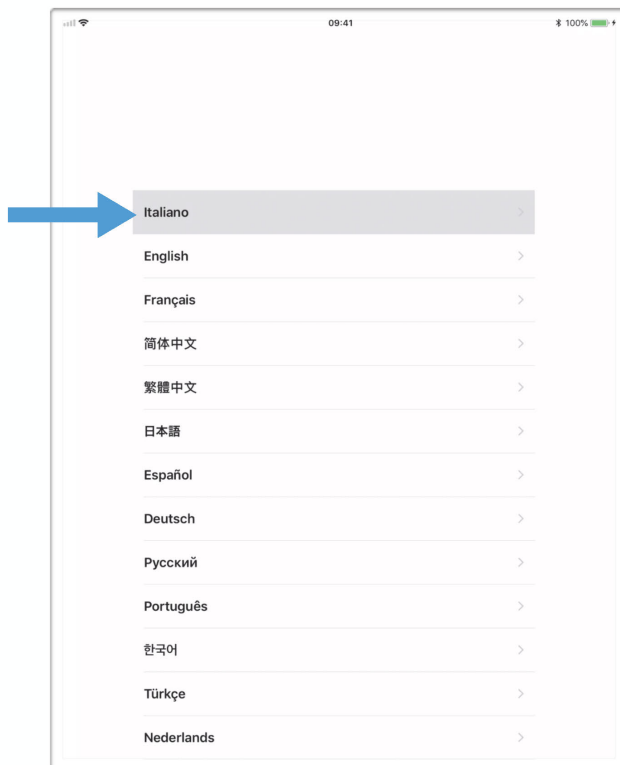 09:41
100%
Italiano
English
Français
简体中文
繁體中文
日本語
Español
Deutsch
Русский
Português
한국어
Türkçe
Nederlands